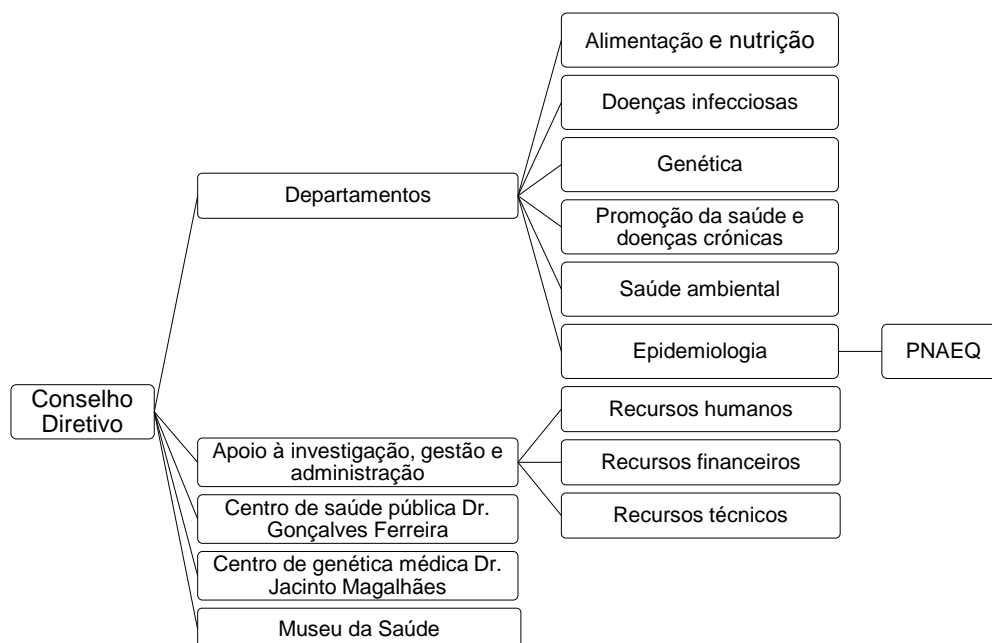 Conselho
Diretivo
Departamentos
Alimentação e nutrição
Doenças infecciosas
Genética
Promoção da saúde e
doenças crónicas
Saúde ambiental
Epidemiologia
PNAEQ
Apoio à investigação, gestão e
administração
Recursos humanos
Recursos financeiros
Recursos técnicos
Centro de saúde pública Dr.
Gonçalves Ferreira
Centro de genética médica Dr.
Jacinto Magalhães
Museu da Saúde